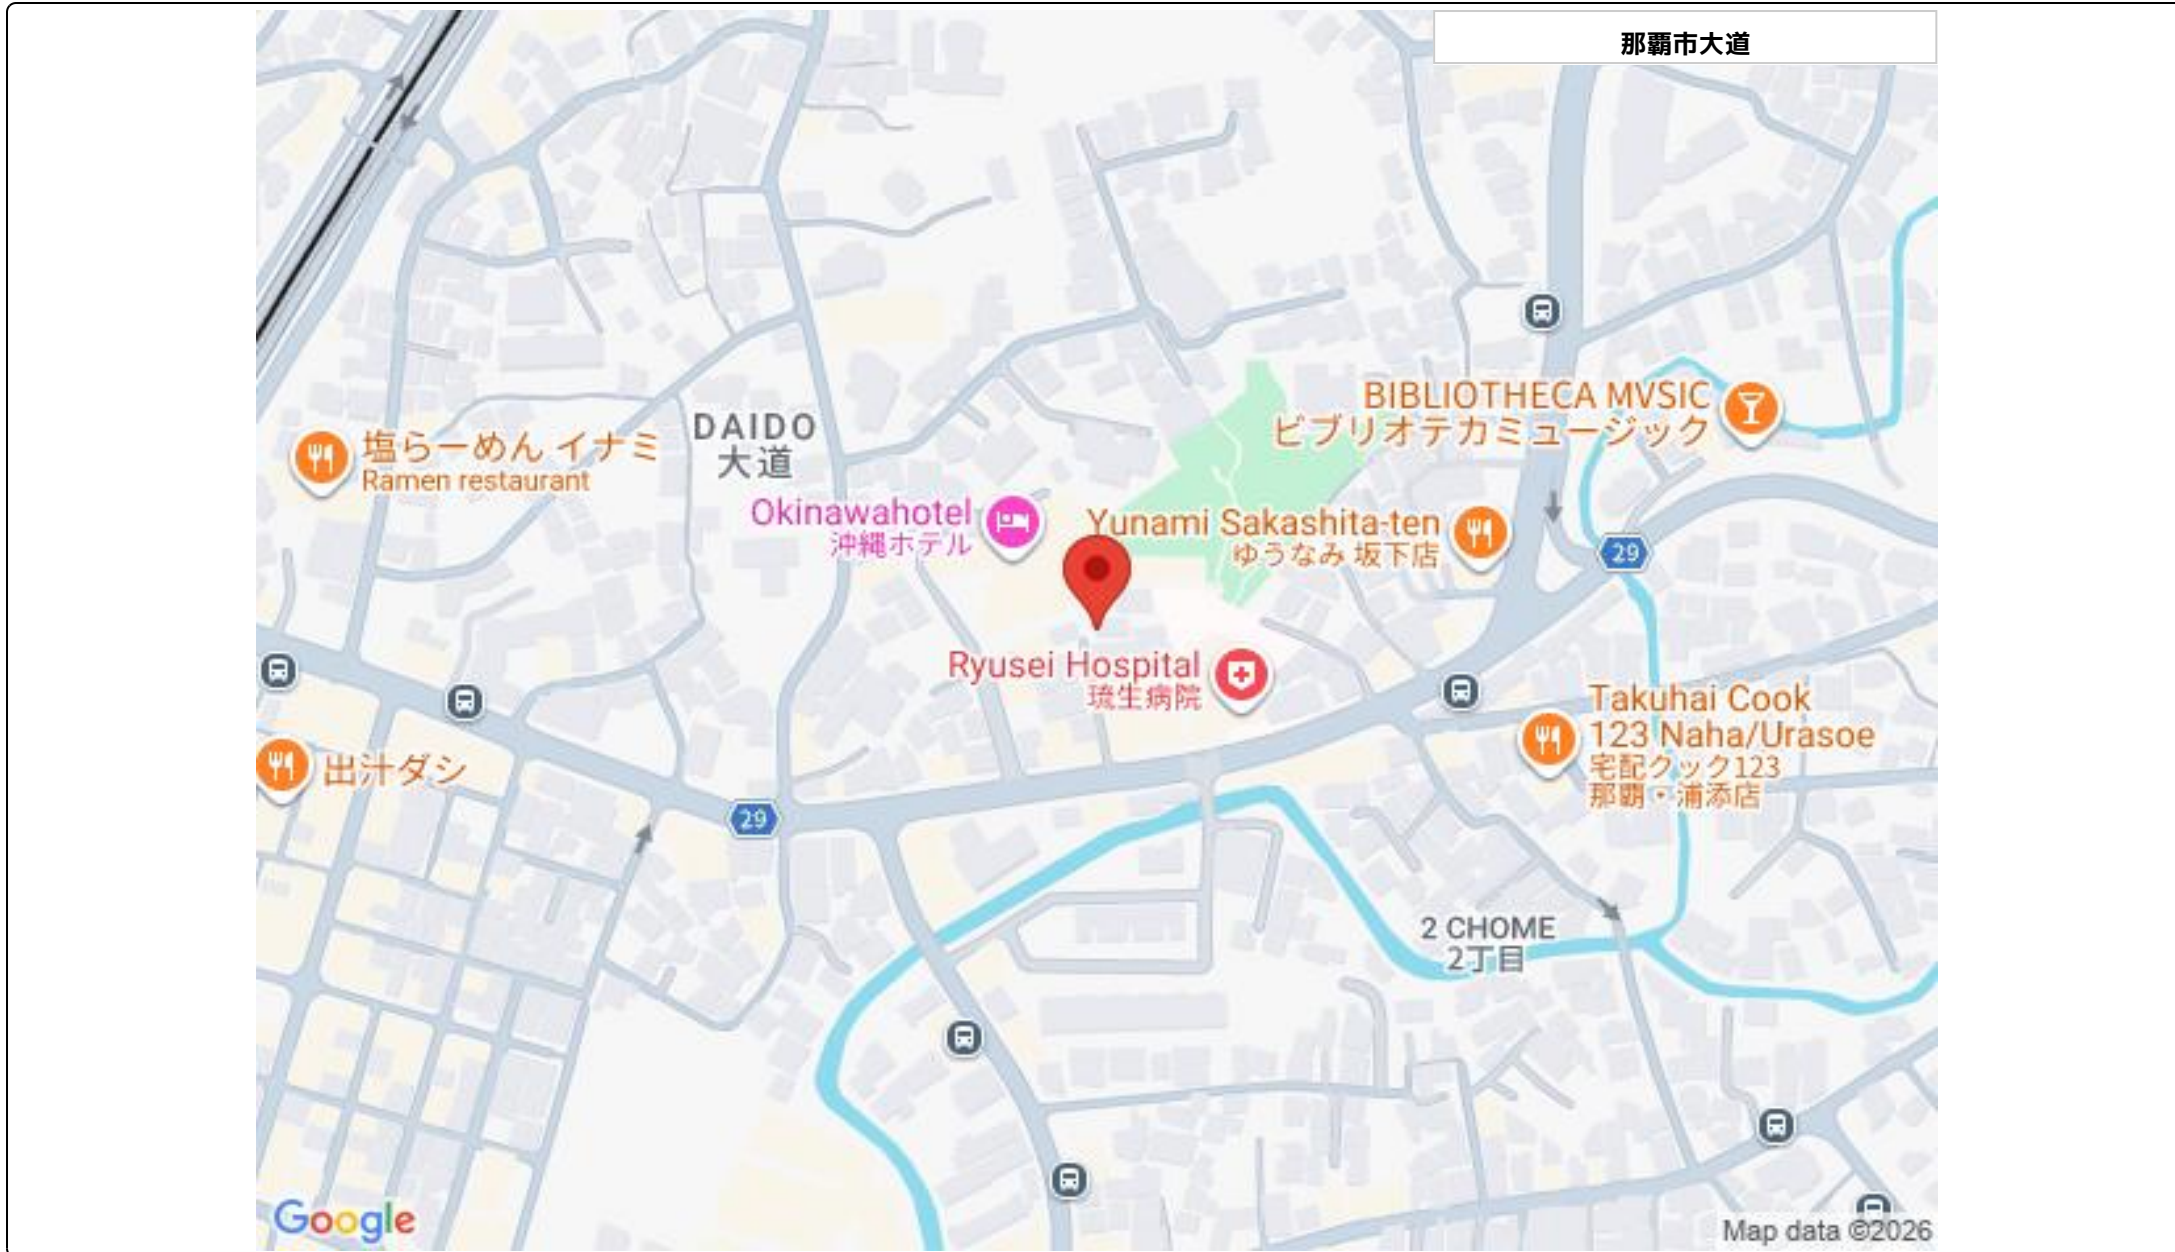 那覇市大道
BIBLIOTHECA MVSIC
ビブリオテカミュージック
DAIDO
大道
塩らーめん イナミ
Ramen restaurant
Okinawahotel
沖縄ホテル
Yunami Sakashita-ten
ゆうなみ 坂下店
29
Ryusei Hospital
琉生病院
Takuhai Cook
123 Naha/Urasoe
宅配クック123
那覇・浦添店
出汁ダシ
29
2 CHOME
2丁目
Google
Map data ©2026